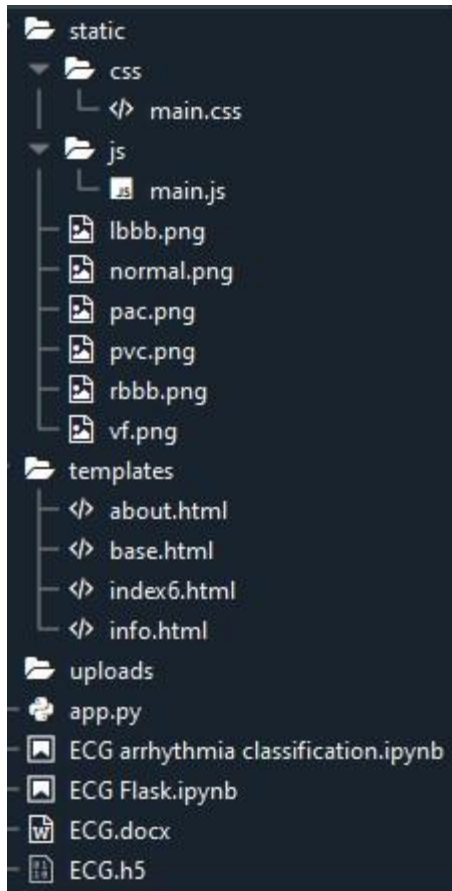 static
css
main.css
js
JS main.js
lbbb.png
normal.png
pac.png
pvc.png
rbbb.png
vf.png
templates
about.html
base.html
index6.html
info.html
uploads
app.py
ECG arrhythmia classification.ipynb
ECG Flask.ipynb
W ECG.docx
ECG.h5